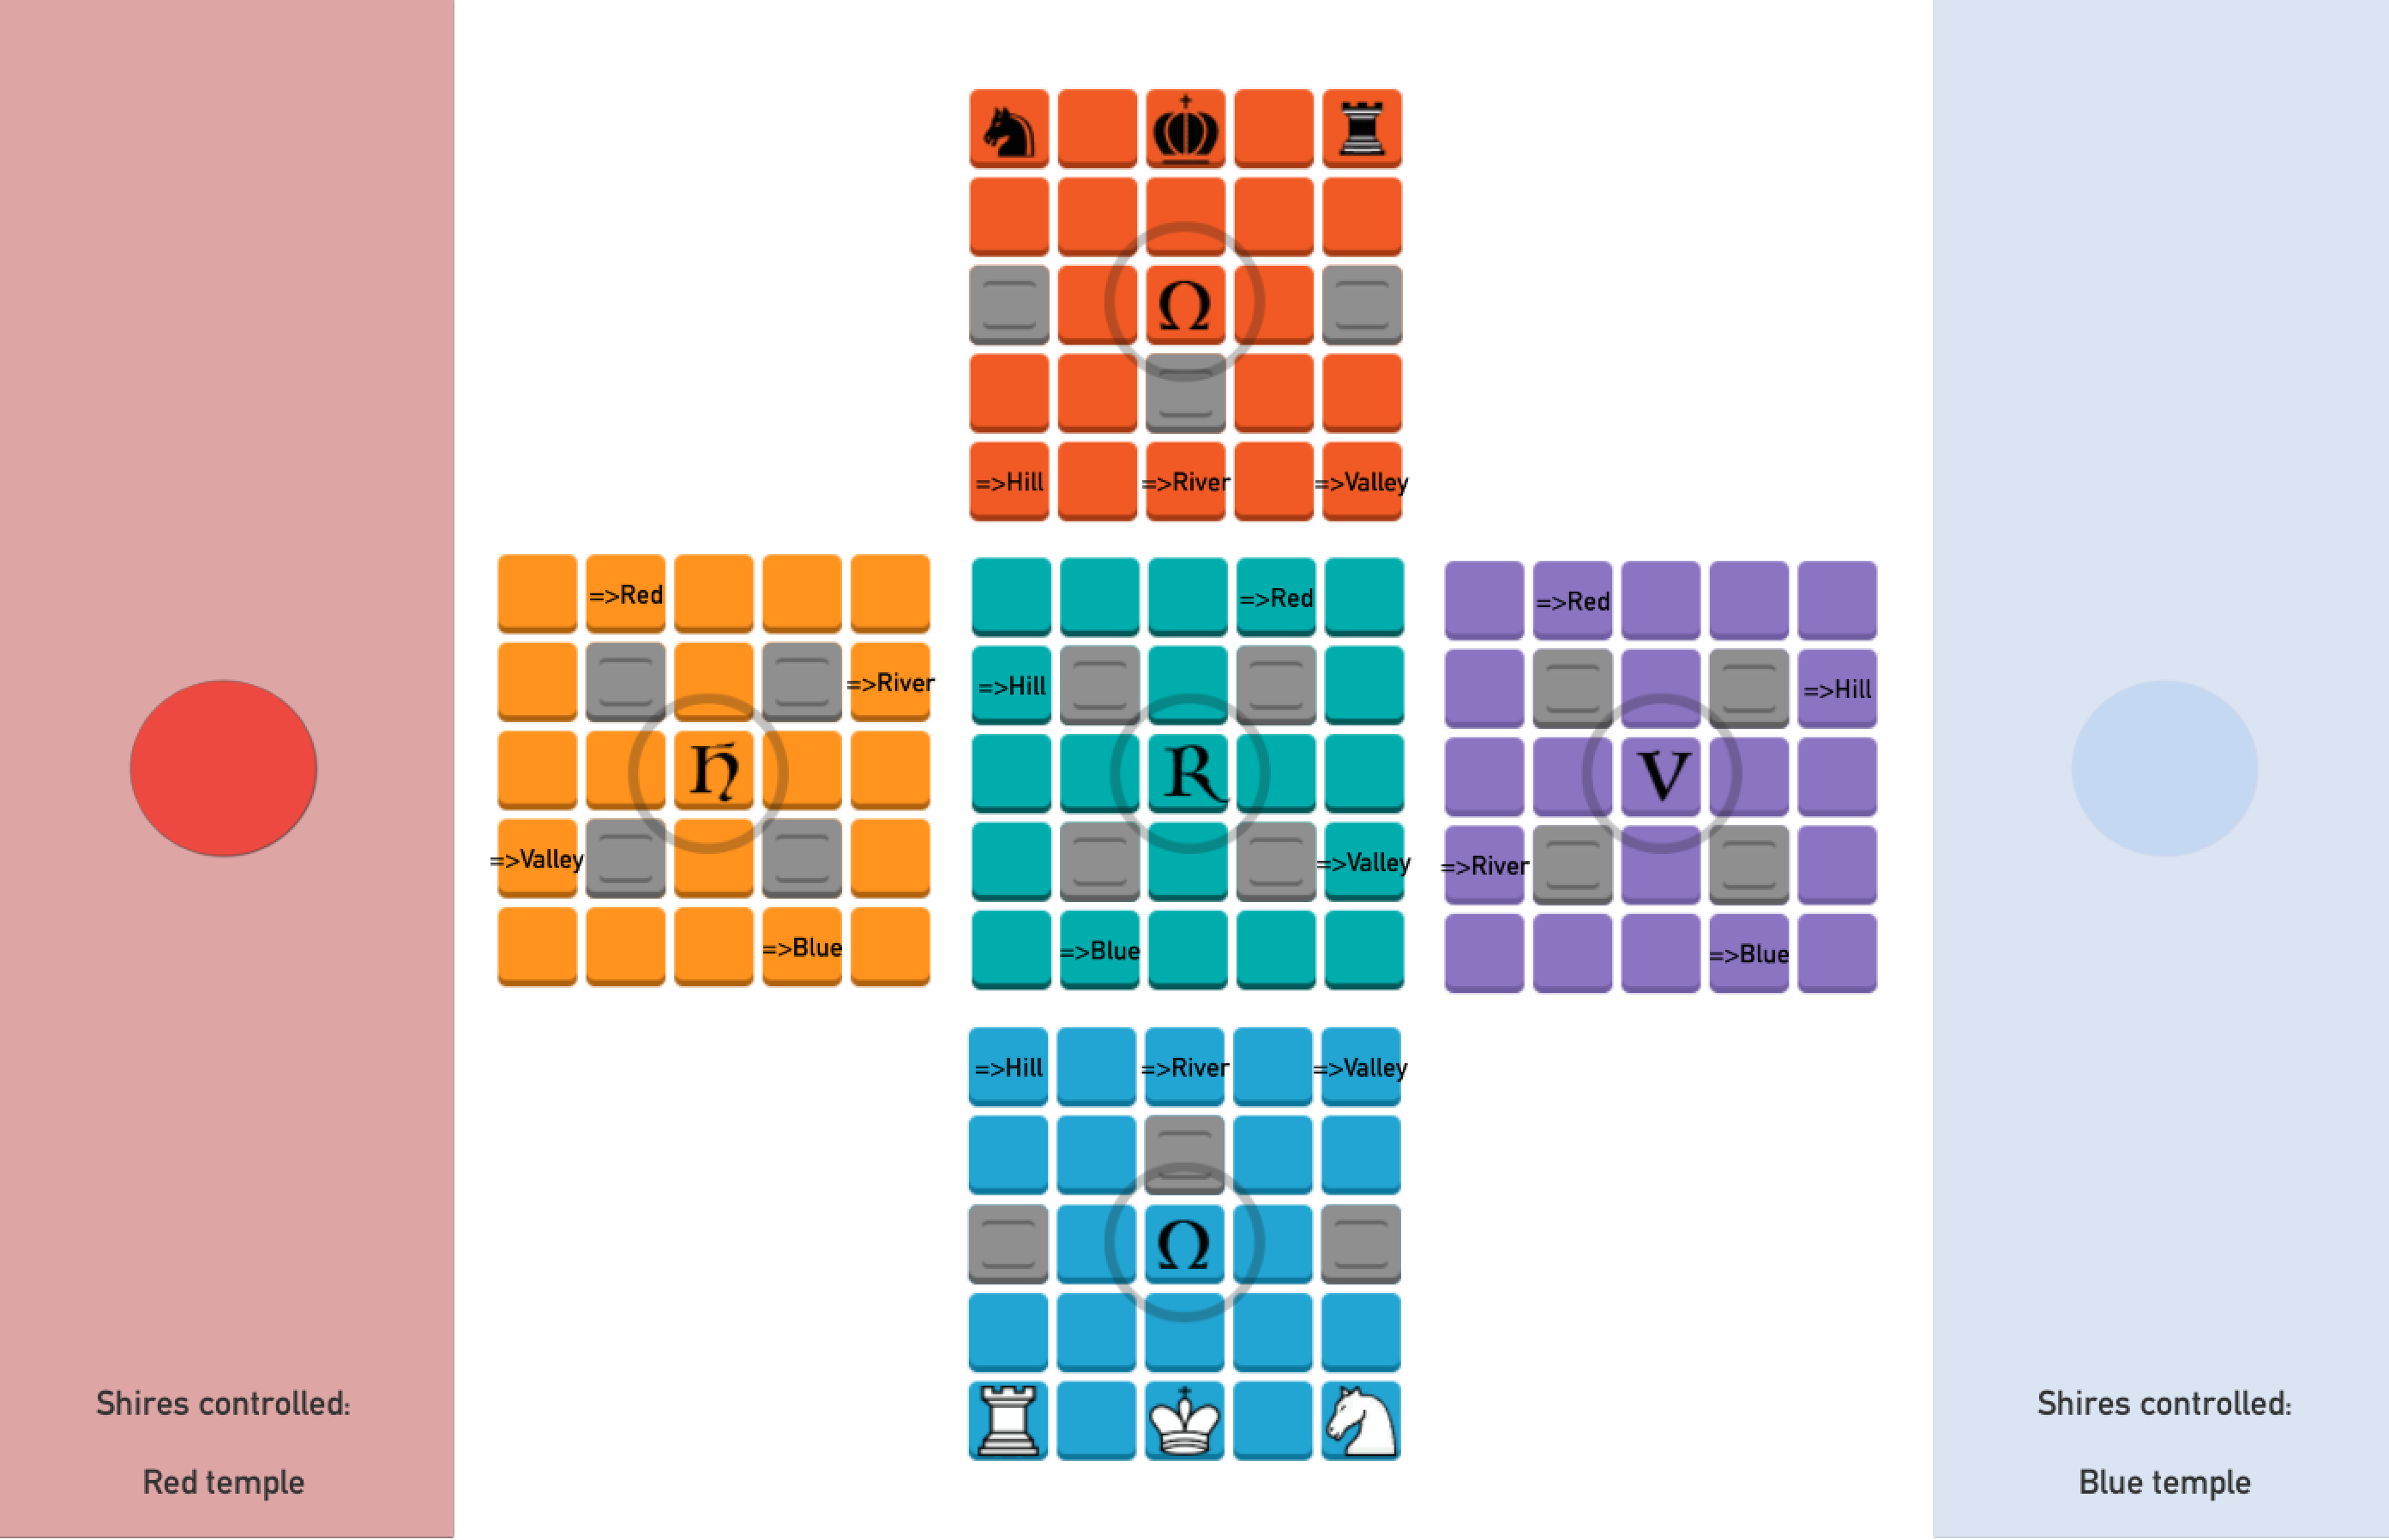 Ω
=>Hill =>River =>Valley
=>Red
=>River
ɧ
=>Valley
=>Blue
=>Red
=>Hill
R
=>Valley
=>Blue
=>Red
=>Hill
V
=>River
=>Blue
=>Hill =>River =>Valley
Ω
Shires controlled:
Red temple
Shires controlled:
Blue temple